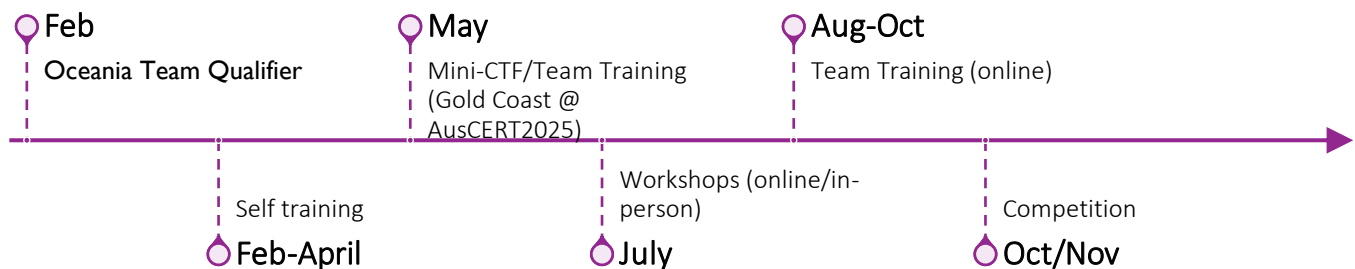 Feb
Oceania Team Qualifier
May
Mini-CTF/Team Training
(Gold Coast @
AusCERT2025)
Aug-Oct
Team Training (online)
Self training
Feb-April
Workshops (online/in-
person)
July
Competition
Oct/Nov